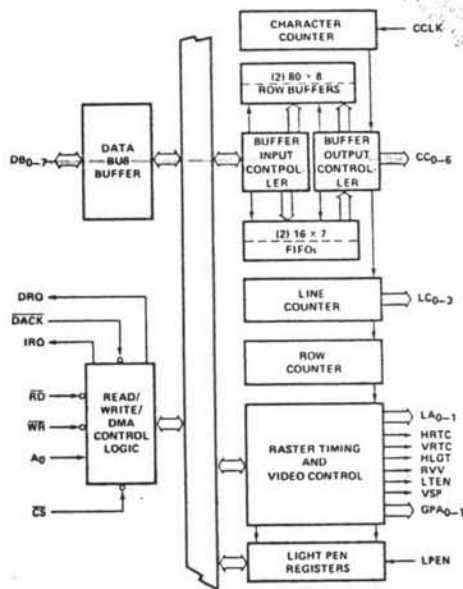 CHARACTER
COUNTER
CCLK
(2) 80 × 8
ROW BUFFERS
DB0-7
DATA
BUS
BUFFER
BUFFER
INPUT
CONTROL-
LER
BUFFER
OUTPUT
CONTROL-
LER
CC0-6
(2) 16 × 7
FIFOs
LINE
COUNTER
LC0-3
ROW
COUNTER
DRQ
DACK
IRQ
RD
WR
A0
CS
READ/
WRITE/
DMA
CONTROL
LOGIC
RASTER TIMING
AND
VIDEO CONTROL
LA0-1
HRTC
VRTC
HLGT
RVV
LTEN
VSP
GPA0-1
LIGHT PEN
REGISTERS
LPEN